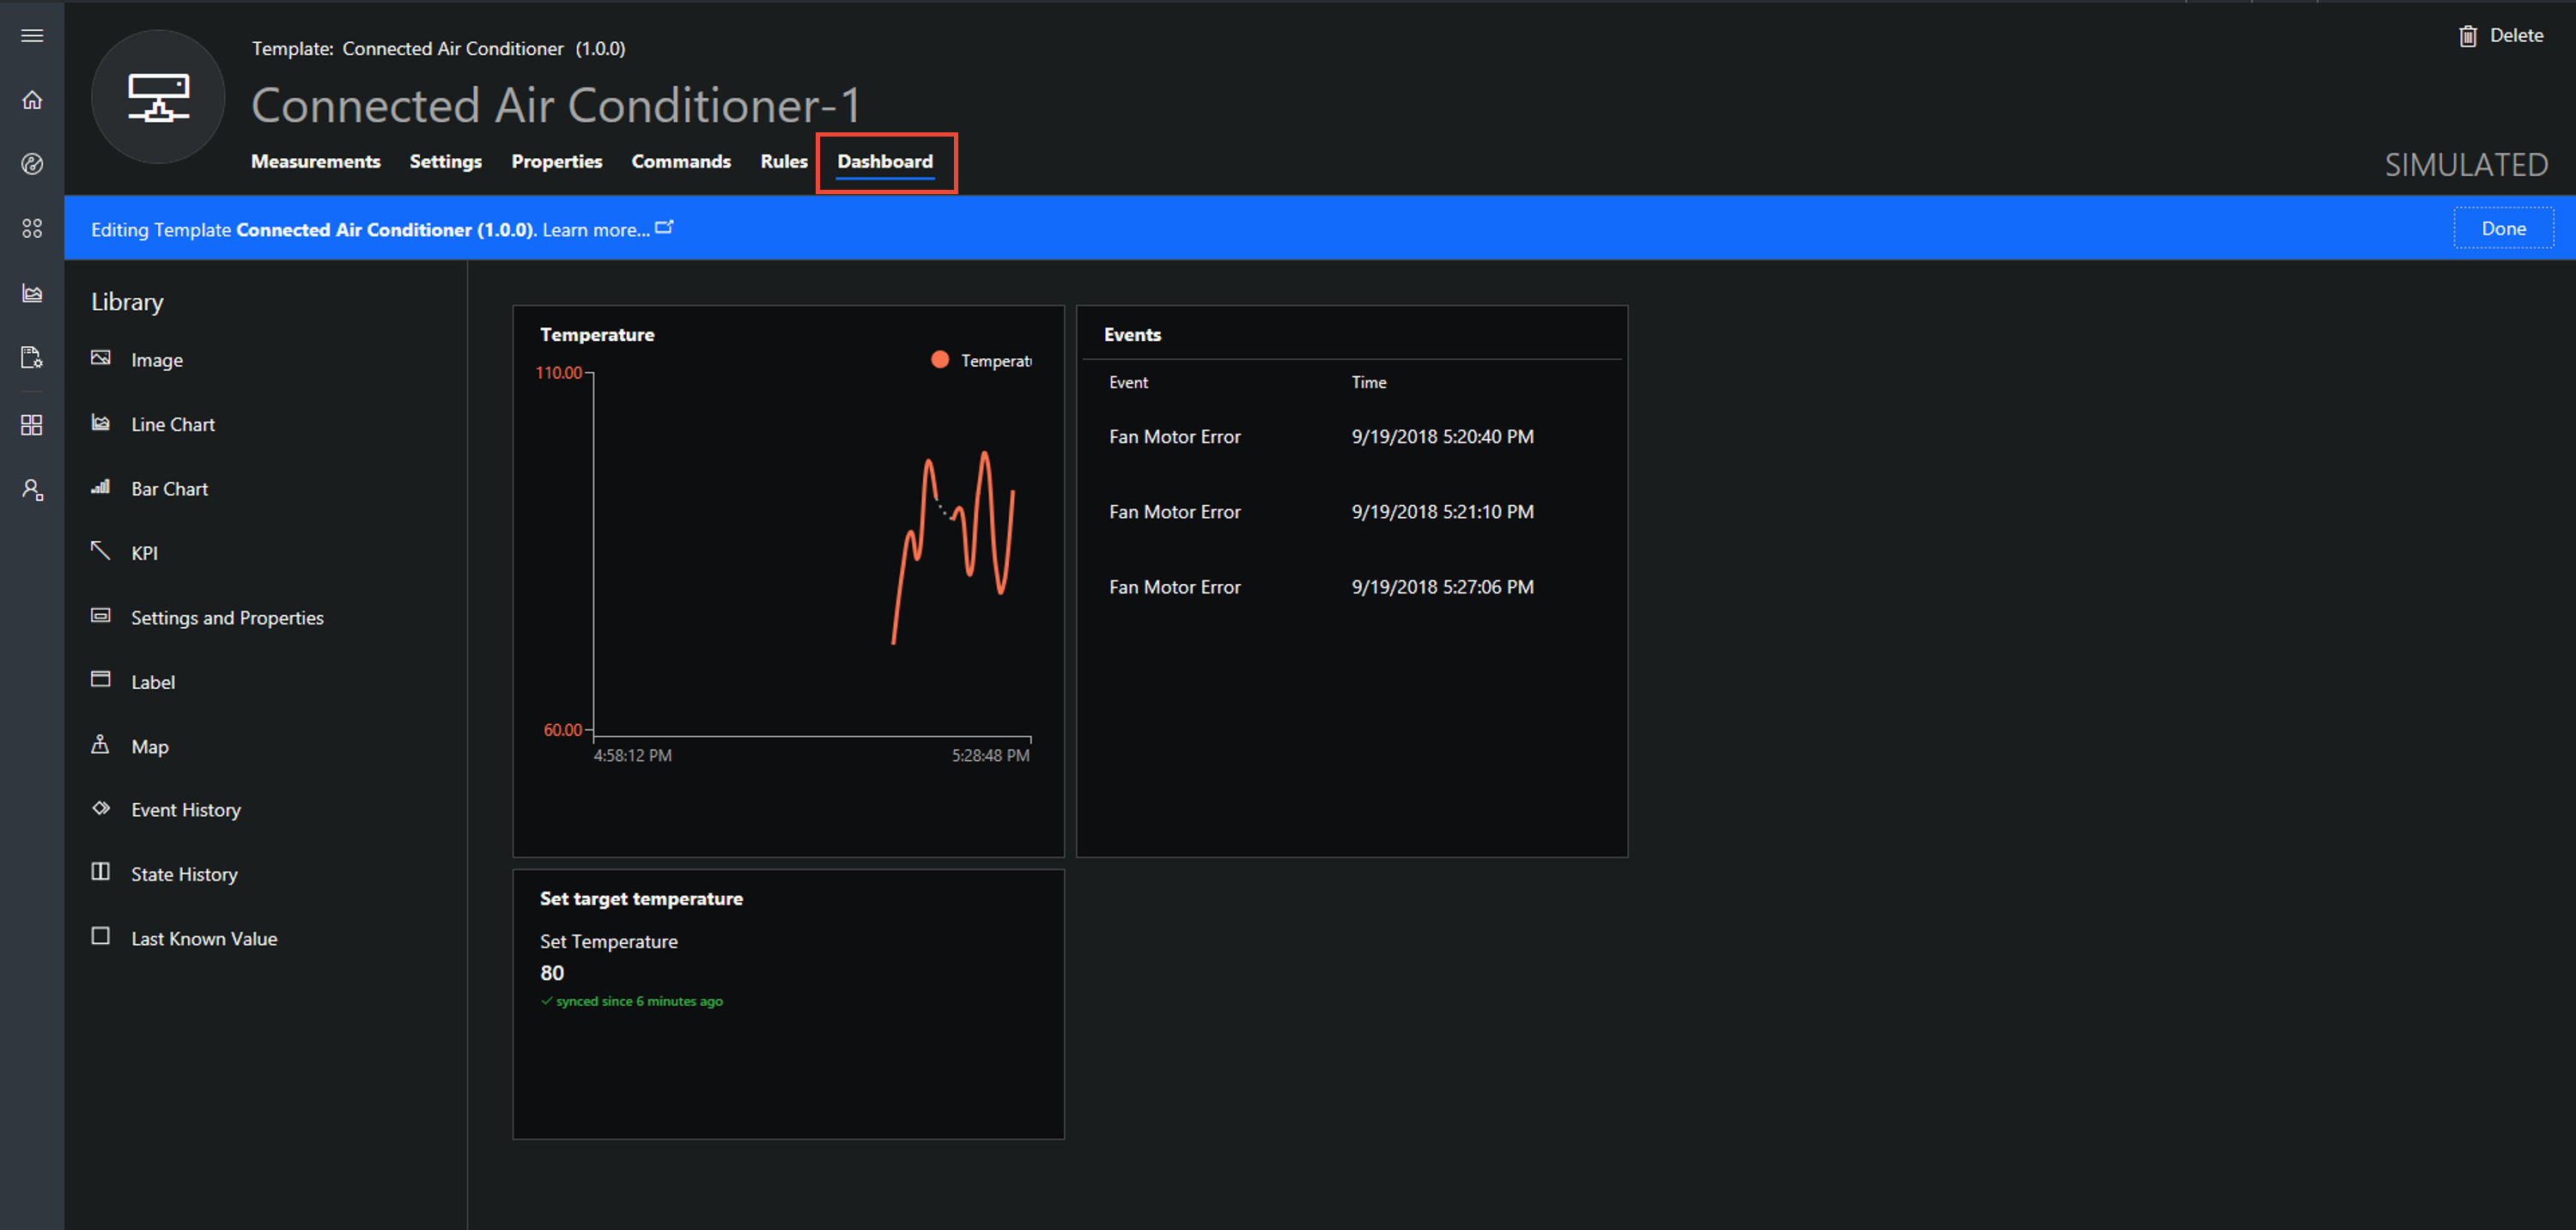 Delete
Template: Connected Air Conditioner (1.0.0)
Connected Air Conditioner-1
Measurements Settings Properties Commands Rules Dashboard
SIMULATED
Editing Template Connected Air Conditioner (1.0.0). Learn more...
Done
Library
Image
Line Chart
Bar Chart
KPI
Settings and Properties
Label
Map
Event History
State History
Last Known Value
Temperature
Temperatu
110.00
60.00
4:58:12 PM 5:28:48 PM
Events
Event Time
Fan Motor Error 9/19/2018 5:20:40 PM
Fan Motor Error 9/19/2018 5:21:10 PM
Fan Motor Error 9/19/2018 5:27:06 PM
Set target temperature
Set Temperature
80
synced since 6 minutes ago